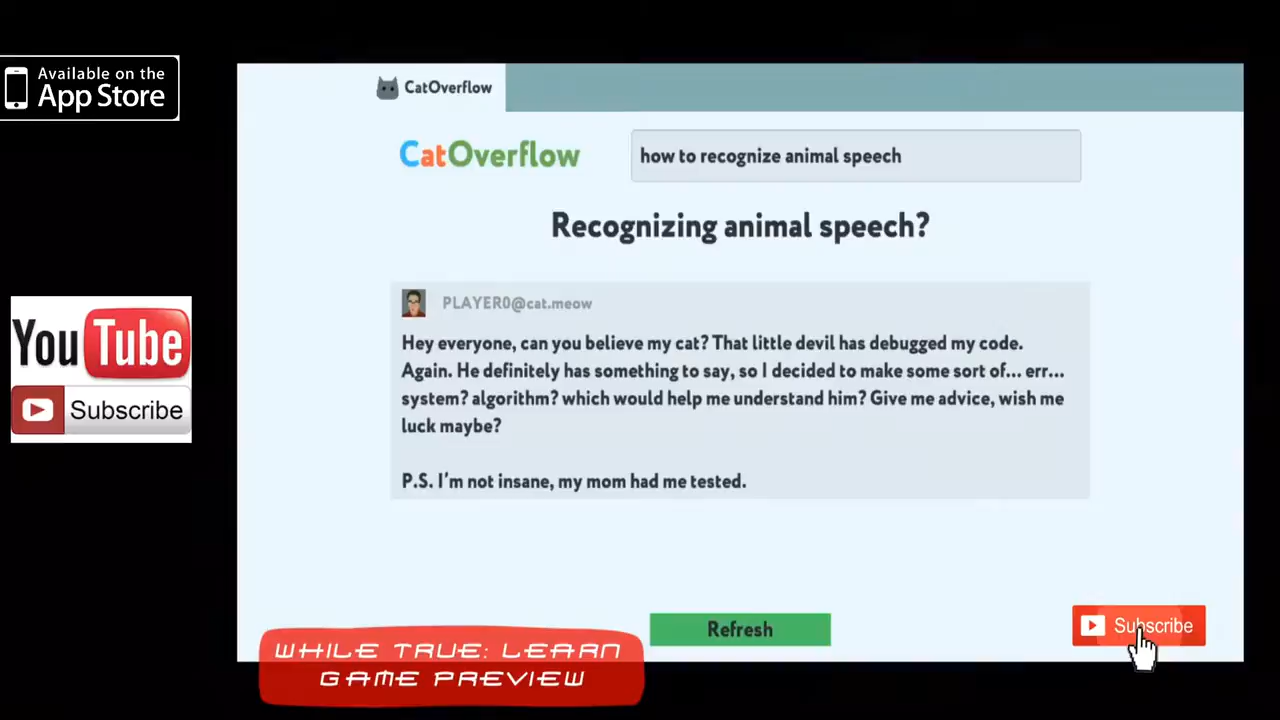 Available on the
App Store
CatOverflow
CatOverflow
how to recognize animal speech
Recognizing animal speech?
PLAYER0@cat.meow
Hey everyone, can you believe my cat? That little devil has debugged my code.
Again. He definitely has something to say, so I decided to make some sort of... err...
system? algorithm? which would help me understand him? Give me advice, wish me
luck maybe?
P.S. I'm not insane, my mom had me tested.
YouTube
Subscribe
Refresh
Subscribe
WHILE TRUE: LEARN
GAME PREVIEW